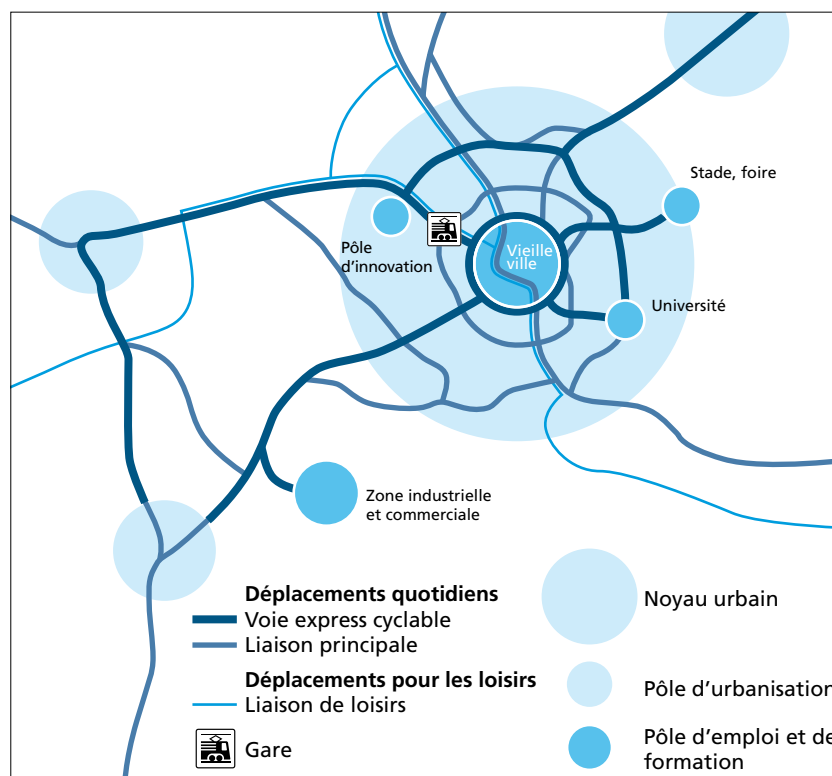 Stade, foire
Pôle
d’innovation
Vieille
ville
Université
Zone industrielle
et commerciale
Déplacements quotidiens
Voie express cyclable
Liaison principale
Déplacements pour les loisirs
Liaison de loisirs
Gare
Noyau urbain
Pôle d’urbanisation
Pôle d’emploi et de
formation